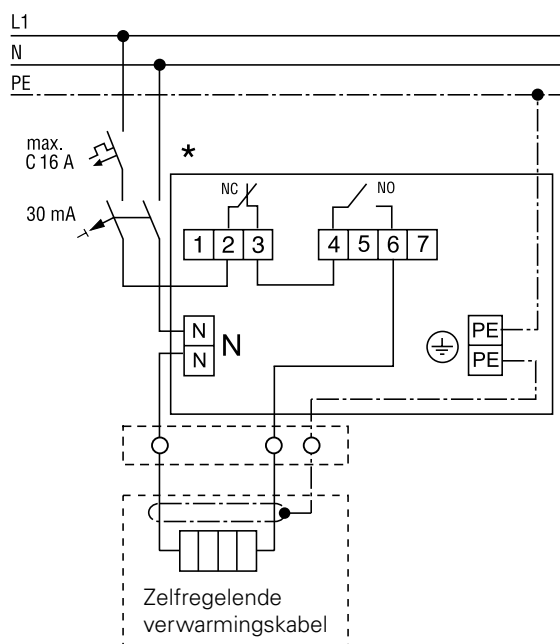 L1
N
PE
max.
C 16 A
*
30 mA
NC
NO
1 2 3
4 5 6 7
N
N
N
PE
PE
Zelfregelende
verwarmingskabel